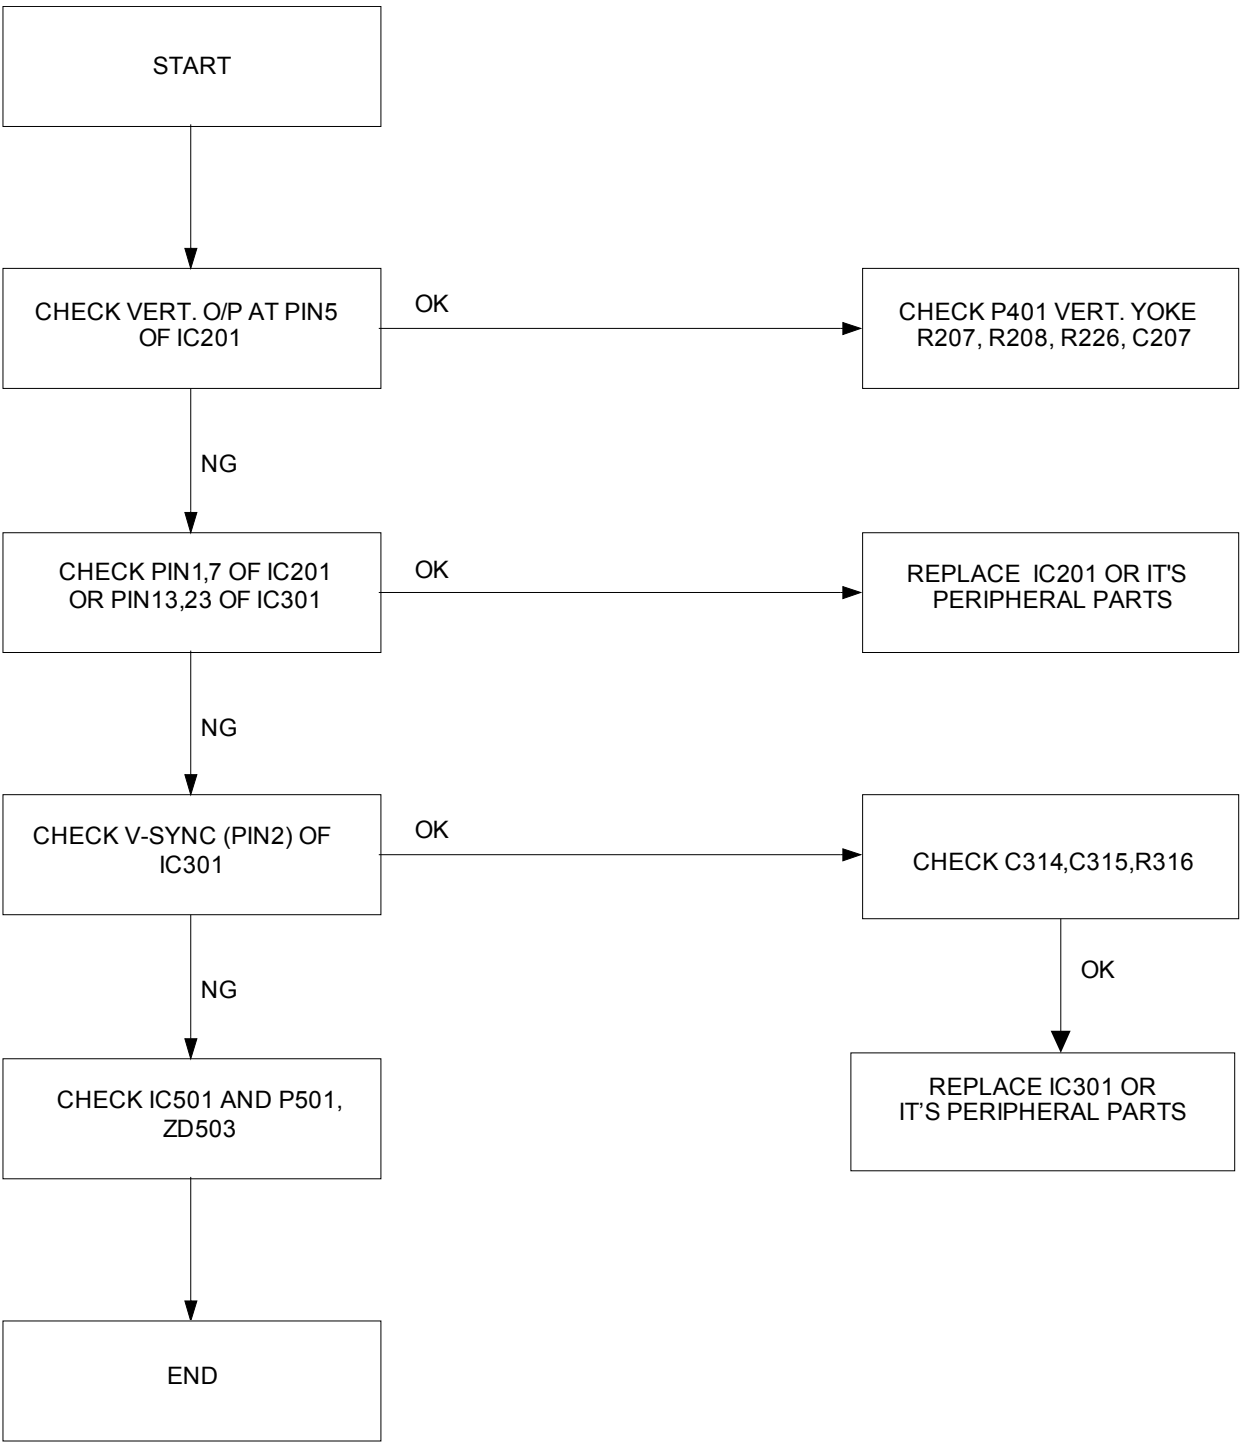 START
CHECK VERT. O/P AT PIN5
OF IC201
OK
CHECK P401 VERT. YOKE
R207, R208, R226, C207
NG
CHECK PIN1,7 OF IC201
OR PIN13,23 OF IC301
OK
REPLACE  IC201 OR IT'S
PERIPHERAL PARTS
NG
CHECK V-SYNC (PIN2) OF
IC301
OK
CHECK C314,C315,R316
NG
OK
CHECK IC501 AND P501,
ZD503
REPLACE IC301 OR
IT’S PERIPHERAL PARTS
END